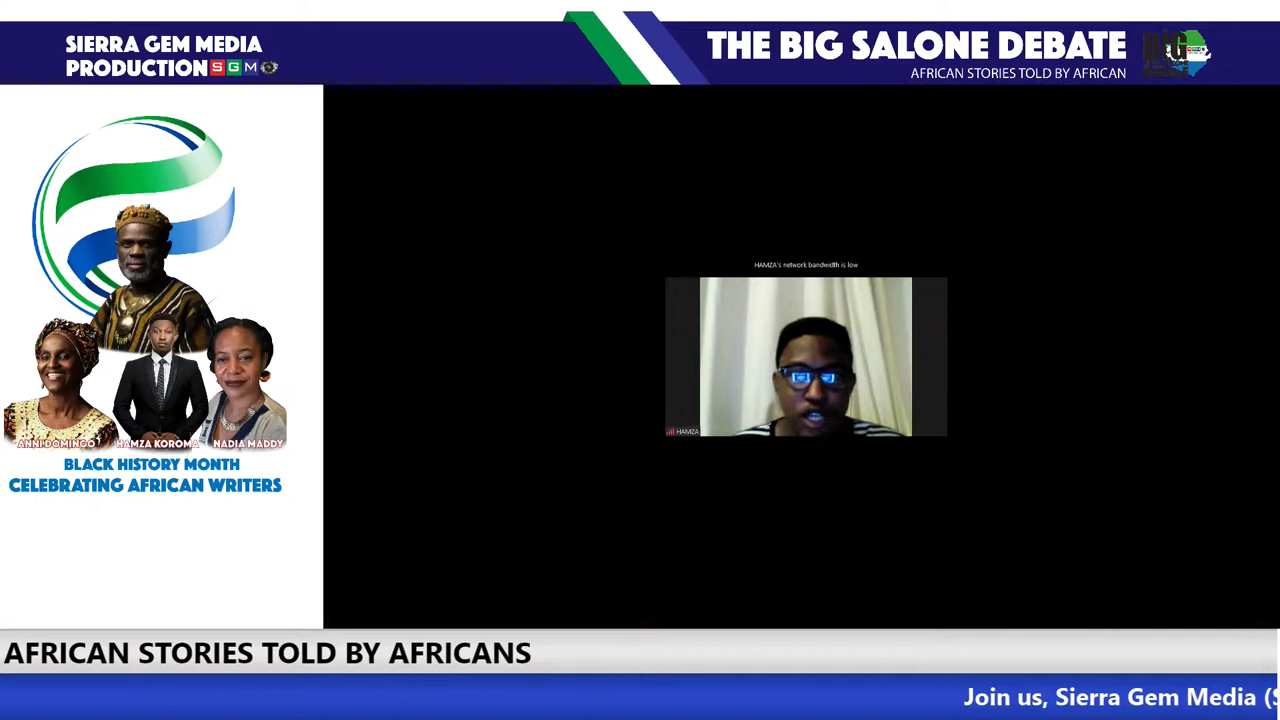 SIERRA GEM MEDIA
PRODUCTION SGM
THE BIG SALONE DEBATE
AFRICAN STORIES TOLD BY AFRICAN
BIG
HAMZA's network bandwidth is low
HAMZA
ANNI DOMINGO HAMZA KOROMA NADIA MADDY
BLACK HISTORY MONTH
CELEBRATING AFRICAN WRITERS
AFRICAN STORIES TOLD BY AFRICANS
Join us, Sierra Gem Media (S